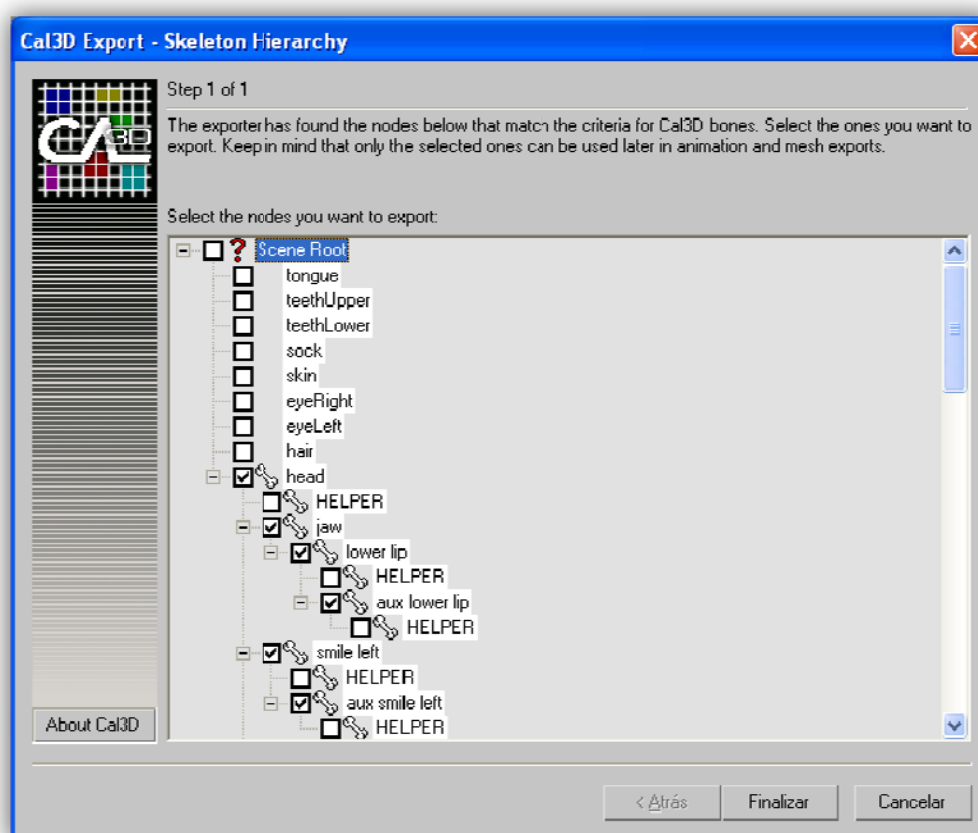 Cal3D Export - Skeleton Hierarchy
CAL3D
Step 1 of 1
The exporter has found the nodes below that match the criteria for Cal3D bones. Select the ones you want to
export. Keep in mind that only the selected ones can be used later in animation and mesh exports.
Select the nodes you want to export:
Scene Root
tongue
teethUpper
teethLower
sock
skin
eyeRight
eyeLeft
hair
head
HELPER
jaw
lower lip
HELPER
aux lower lip
HELPER
smile left
HELPER
aux smile left
HELPER
About Cal3D
< Atrás
Finalizar
Cancelar